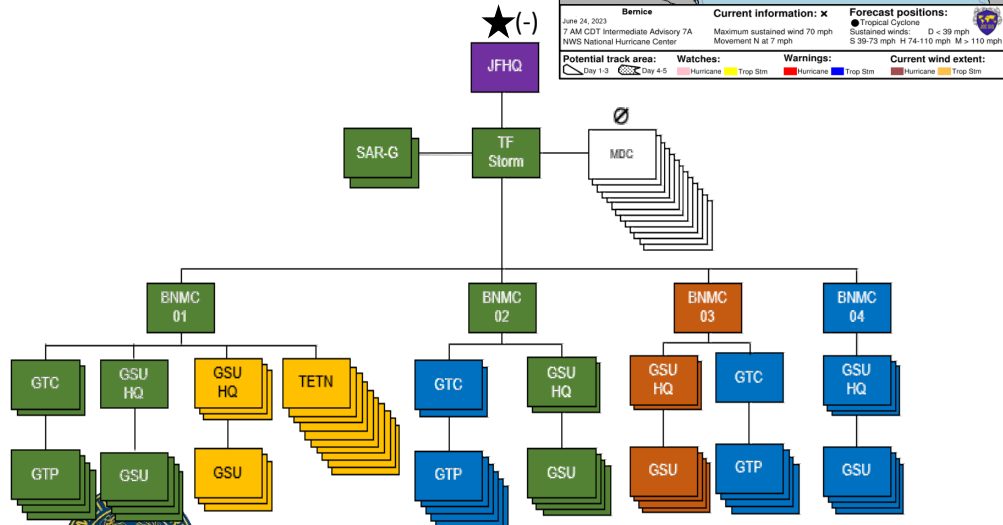 (-)
Bernice
June 24, 2023
7 AM CDT Intermediate Advisory 7A
NWS National Hurricane Center
Current information: ×
Maximum sustained wind 70 mph
Movement N at 7 mph
Forecast positions:
Tropical Cyclone
Sustained winds: D < 39 mph
S 39-73 mph H 74-110 mph M > 110 mph
Potential track area:
Day 1-3 Day 4-5
Watches:
Hurricane Trop Stm
Warnings:
Hurricane Trop Stm
Current wind extent:
Hurricane Trop Stm
JFHQ
Ø
SAR-G
TF
Storm
MDC
BNMC
01
BNMC
02
BNMC
03
BNMC
04
GTC
GSU
HQ
GSU
HQ
TETN
GTC
GSU
HQ
GSU
HQ
GTC
GSU
HQ
GTP
GSU
GSU
GTP
GSU
GSU
GTP
GSU